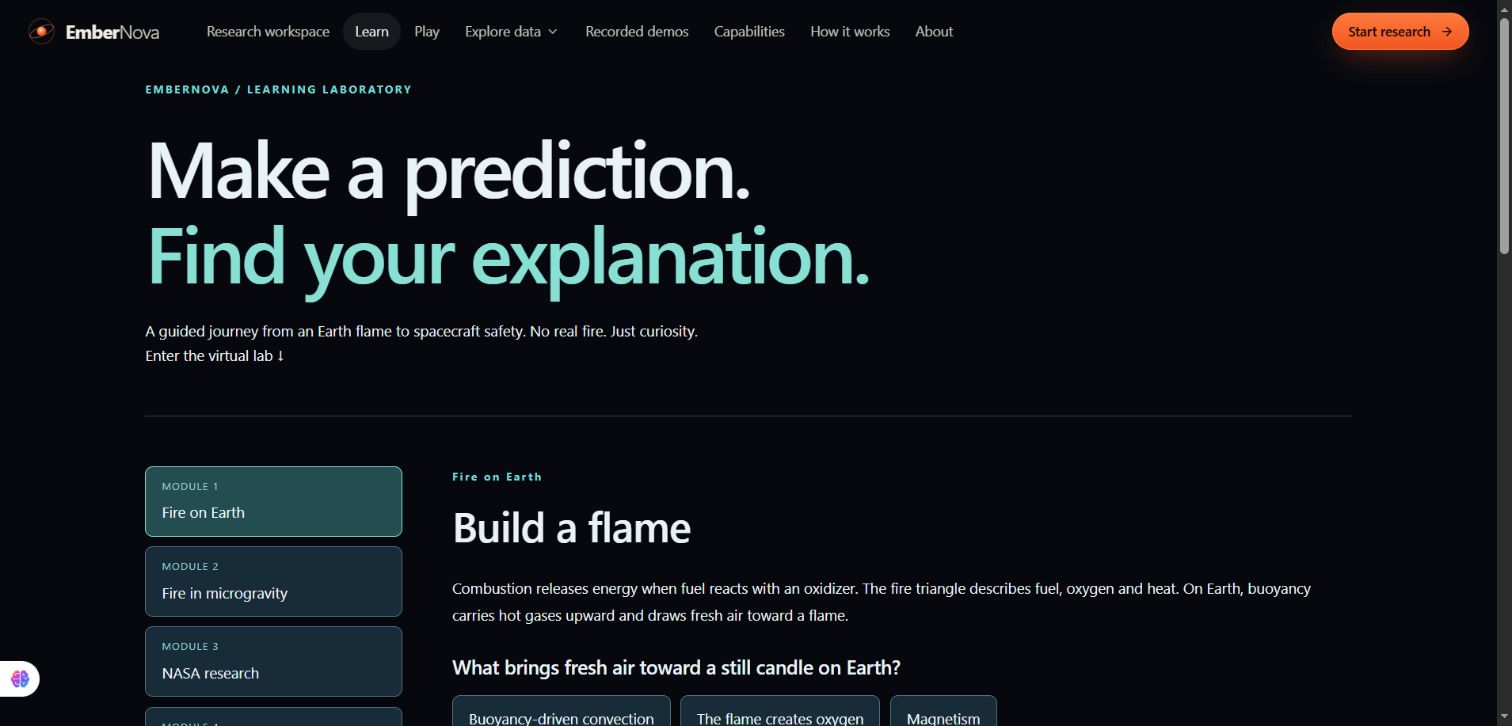 EmberNova
Research workspace
Learn
Play
Explore data
Recorded demos
Capabilities
How it works
About
Start research →
EMBERNOVA / LEARNING LABORATORY
Make a prediction.
Find your explanation.
A guided journey from an Earth flame to spacecraft safety. No real fire. Just curiosity.
Enter the virtual lab ↓
MODULE 1
Fire on Earth
MODULE 2
Fire in microgravity
MODULE 3
NASA research
MODULE 4
Fire on Earth
Build a flame
Combustion releases energy when fuel reacts with an oxidizer. The fire triangle describes fuel, oxygen and heat. On Earth, buoyancy
carries hot gases upward and draws fresh air toward a flame.
What brings fresh air toward a still candle on Earth?
Buoyancy-driven convection
The flame creates oxygen
Magnetism